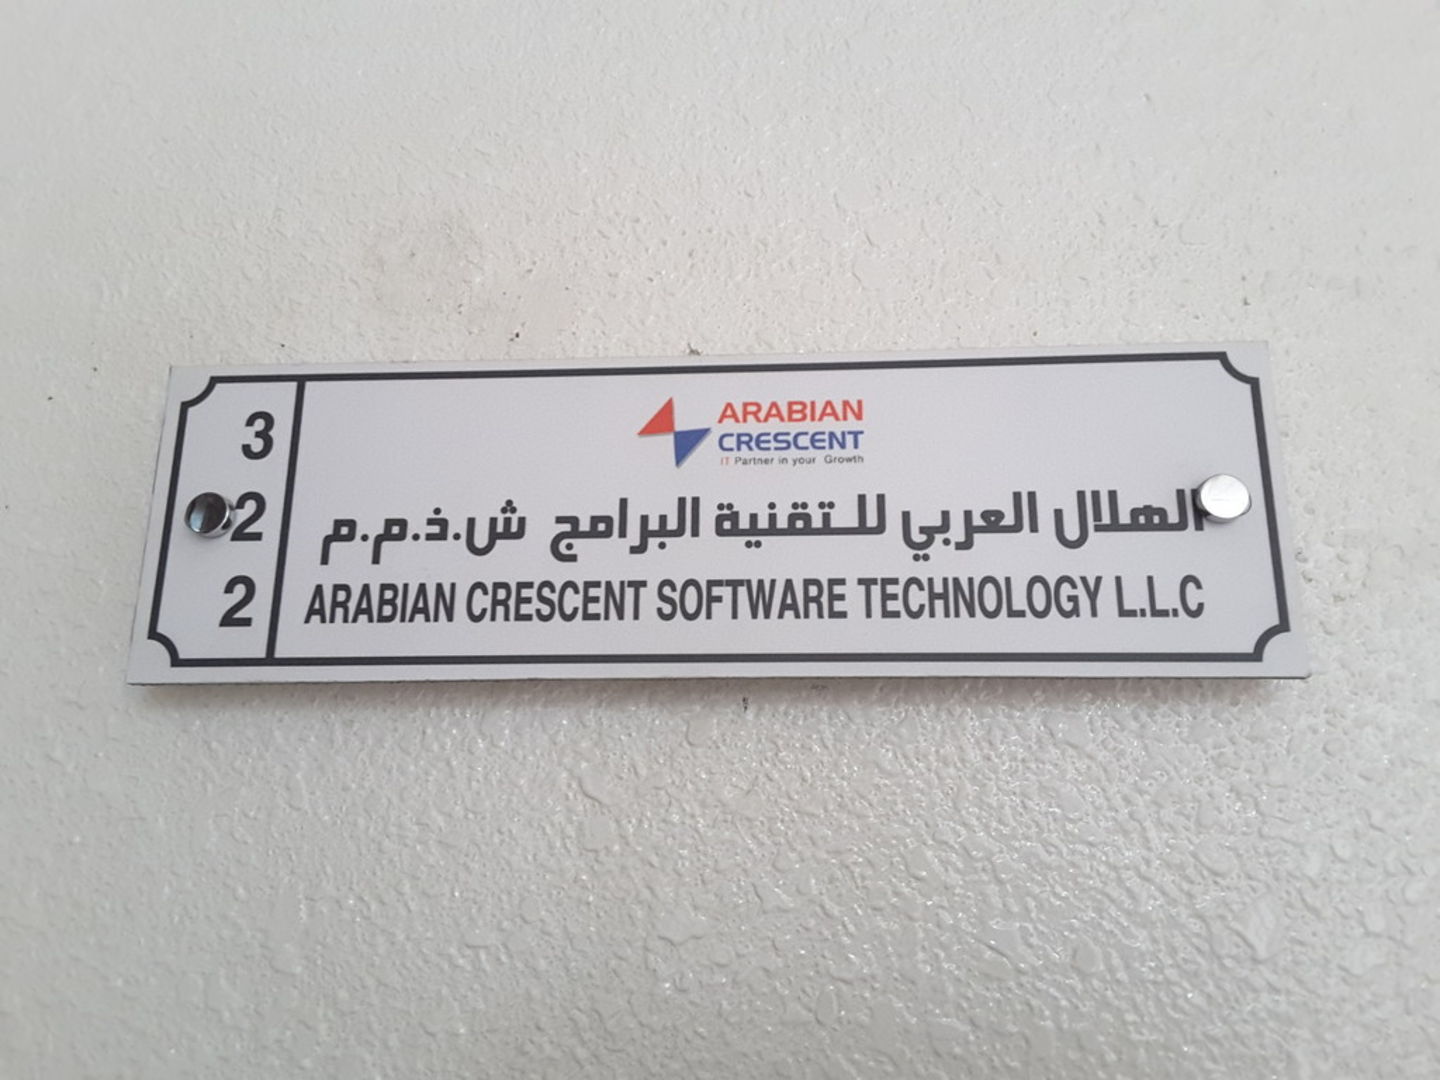 3
2
2
ARABIAN
CRESCENT
IT Partner in your Growth
الهلال العربي للتقنية البرامج ش.ذ.م.م
ARABIAN CRESCENT SOFTWARE TECHNOLOGY L.L.C